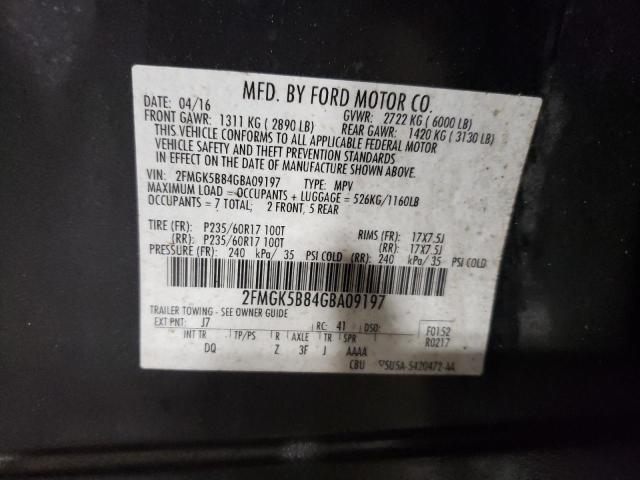 MFD. BY FORD MOTOR CO.
DATE: 04/16 GVWR: 2722 KG ( 6000 LB)
FRONT GAWR: 1311 KG ( 2890 LB) REAR GAWR: 1420 KG ( 3130 LB)
THIS VEHICLE CONFORMS TO ALL APPLICABLE FEDERAL MOTOR
VEHICLE SAFETY AND THEFT PREVENTION STANDARDS
IN EFFECT ON THE DATE OF MANUFACTURE SHOWN ABOVE.
VIN: 2FMGK5B84GBA09197 TYPE: MPV
MAXIMUM LOAD = OCCUPANTS + LUGGAGE = 526KG/1160LB
OCCUPANTS = 7 TOTAL; 2 FRONT, 5 REAR
TIRE (FR): P235/60R17 100T RIMS (FR): 17X7.5J
(RR): P235/60R17 100T (RR): 17X7.5J
PRESSURE (FR): 240 kPa/ 35 PSI COLD (RR): 240 kPa/ 35 PSI COLD
2FMGK5B84GBA09197
TRAILER TOWING - SEE OWNER GUIDE
EXT PNT: J7 RC: 41 DSO: F0152
INT TR TP/PS R AXLE TR SPR R0217
DQ Z 3F J AAAA
CBU 5U5A-5420472-AA